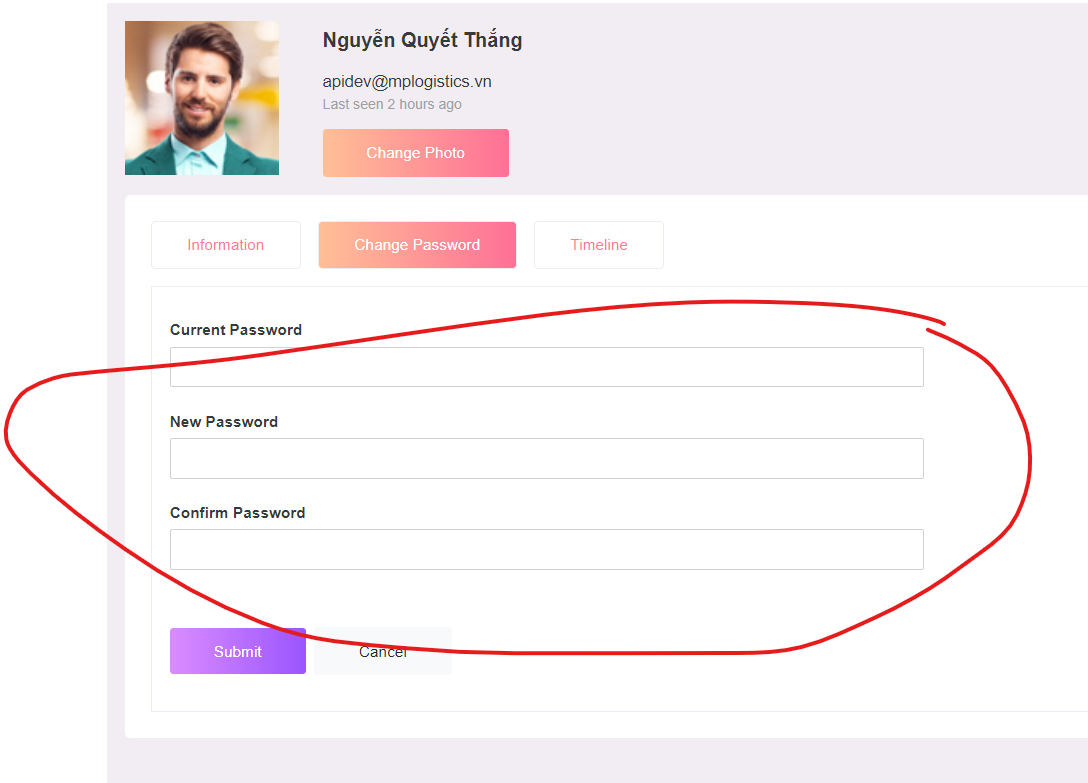 Nguyễn Quyết Thắng
apidev@mplogistics.vn
Last seen 2 hours ago
Change Photo
Information
Change Password
Timeline
Current Password
New Password
Confirm Password
Submit
Cancel